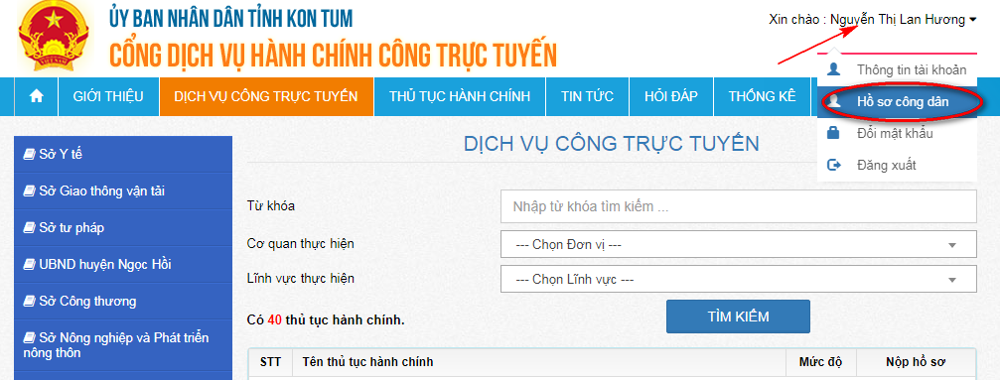 ỦY BAN NHÂN DÂN TỈNH KON TUM
CỔNG DỊCH VỤ HÀNH CHÍNH CÔNG TRỰC TUYẾN
Xin chào : Nguyễn Thị Lan Hương
Thông tin tài khoản
Hồ sơ công dân
Đổi mật khẩu
Đăng xuất
GIỚI THIỆU DỊCH VỤ CÔNG TRỰC TUYẾN THỦ TỤC HÀNH CHÍNH TIN TỨC HỎI ĐÁP THỐNG KÊ
Sở Y tế
Sở Giao thông vận tải
Sở tư pháp
UBND huyện Ngọc Hồi
Sở Công thương
Sở Nông nghiệp và Phát triển
nông thôn
DỊCH VỤ CÔNG TRỰC TUYẾN
Từ khóa Nhập từ khóa tìm kiếm ...
Cơ quan thực hiện --- Chọn Đơn vị ---
Lĩnh vực thực hiện --- Chọn Lĩnh vực ---
Có 40 thủ tục hành chính. TÌM KIẾM
STT Tên thủ tục hành chính Mức độ Nộp hồ sơ